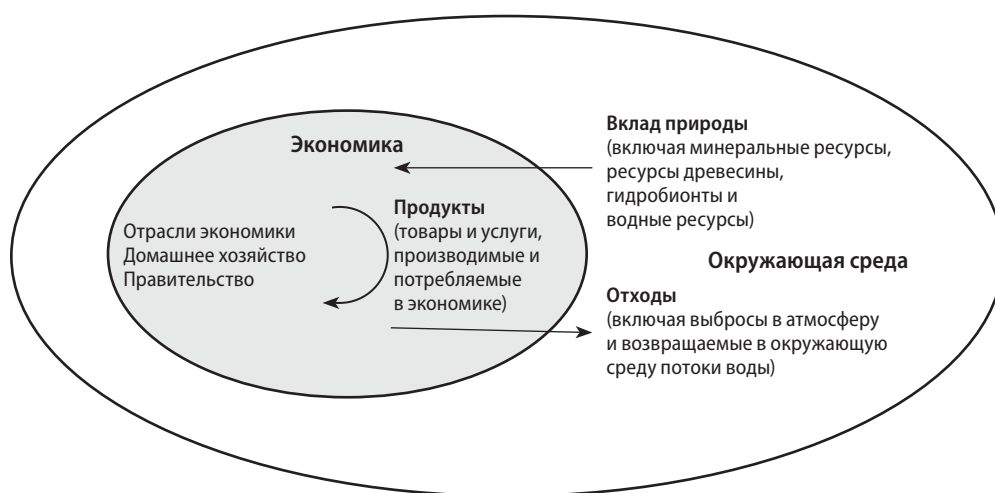 Экономика
Отрасли экономики
Домашнее хозяйство
Правительство
Продукты
(товары и услуги,
производимые и
потребляемые
в экономике)
Вклад природы
(включая минеральные ресурсы,
ресурсы древесины,
гидробионты и
водные ресурсы)
Окружающая среда
Отходы
(включая выбросы в атмосферу
и возвращаемые в окружающую
среду потоки воды)